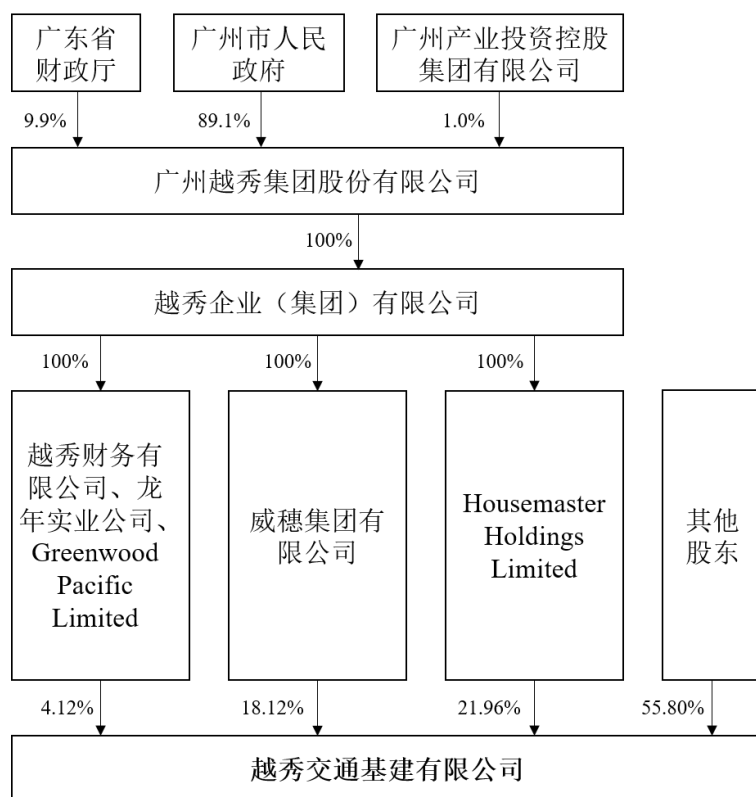 广东省
财政厅
广州市人民
政府
广州产业投资控股
集团有限公司
9.9%
89.1%
1.0%
广州越秀集团股份有限公司
100%
越秀企业（集团）有限公司
100%
100%
100%
越秀财务有
限公司、龙
年实业公司、
Greenwood
Pacific
Limited
威穗集团有
限公司
Housemaster
Holdings
Limited
其他
股东
4.12%
18.12%
21.96%
55.80%
越秀交通基建有限公司